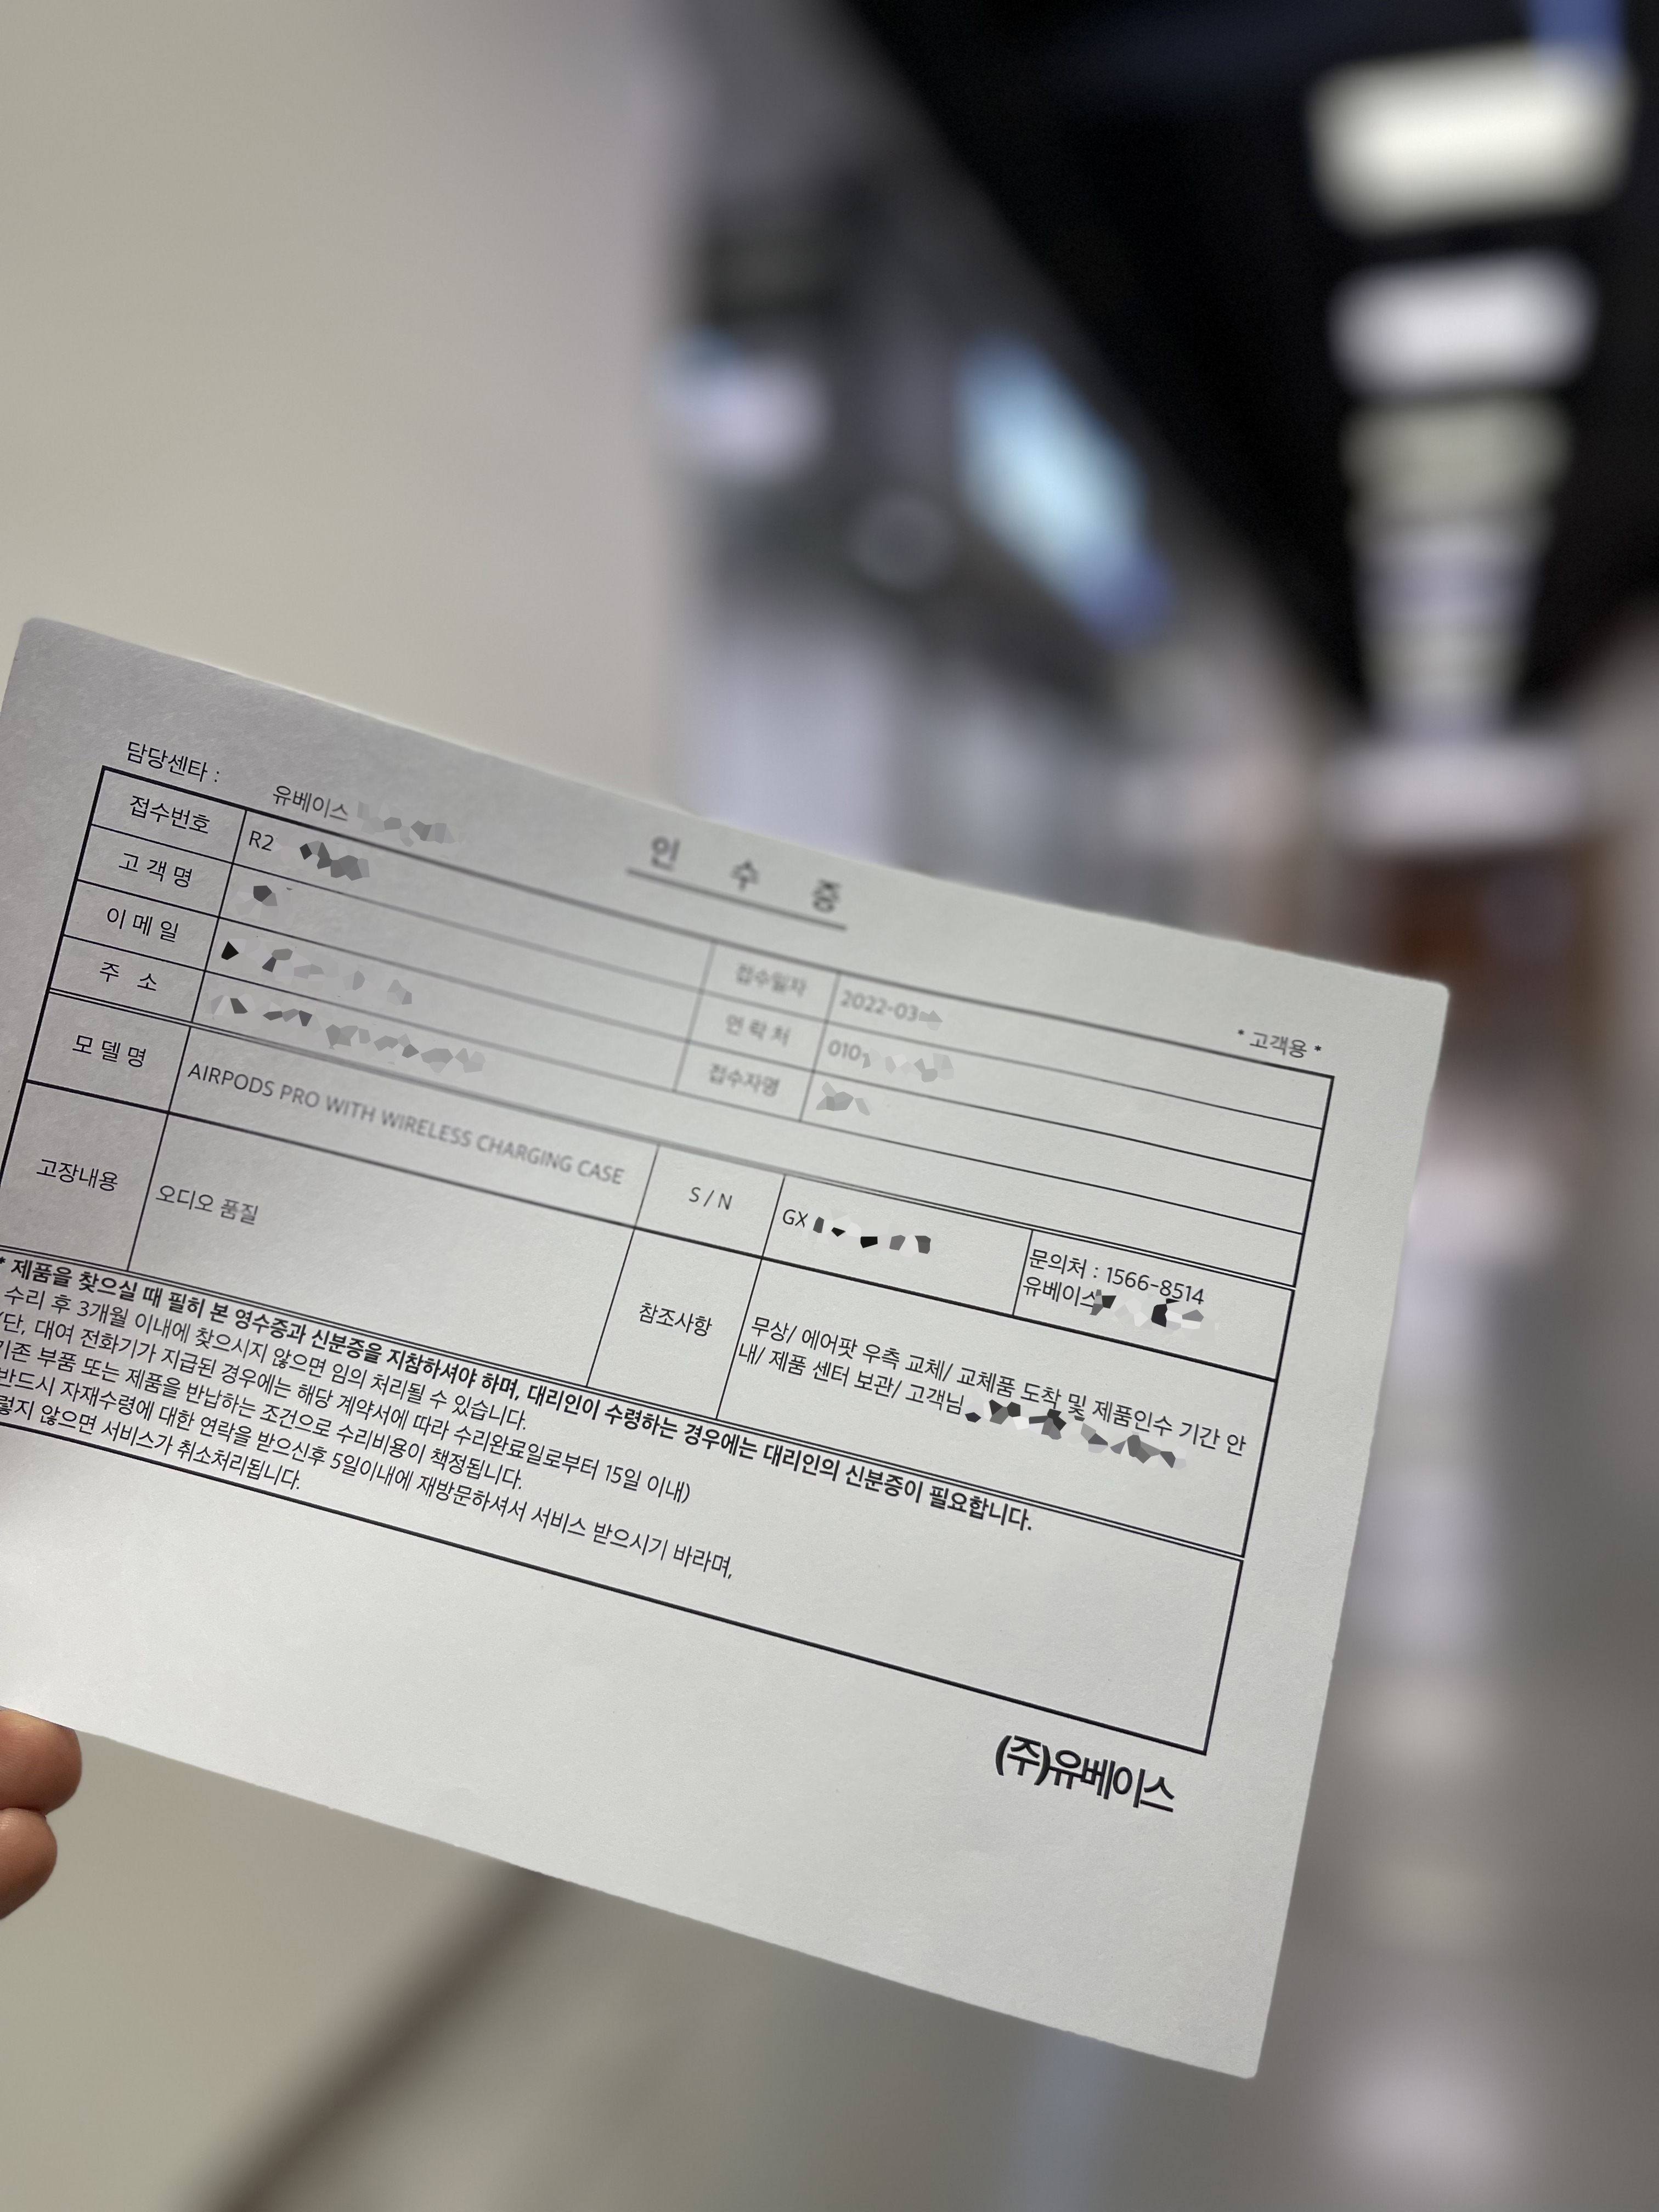 담당센타 : 유베이스
인 수 증
* 고객용 *
접수번호 R2 접수일자 2022-03
고 객 명 연 락 처 010
이 메 일 접수자명
주 소
모 델 명 AIRPODS PRO WITH WIRELESS CHARGING CASE S / N GX 문의처 : 1566-8514
유베이스
고장내용 오디오 품질 참조사항 무상/ 에어팟 우측 교체/ 교체품 도착 및 제품인수 기간 안
내/ 제품 센터 보관/ 고객님
* 제품을 찾으실 때 필히 본 영수증과 신분증을 지참하셔야 하며, 대리인이 수령하는 경우에는 대리인의 신분증이 필요합니다.
수리 후 3개월 이내에 찾으시지 않으면 임의 처리될 수 있습니다.
(단, 대여 전화기가 지급된 경우에는 해당 계약서에 따라 수리완료일로부터 15일 이내)
기존 부품 또는 제품을 반납하는 조건으로 수리비용이 책정됩니다.
반드시 자재수령에 대한 연락을 받으신후 5일이내에 재방문하셔서 서비스 받으시기 바라며,
렇지 않으면 서비스가 취소처리됩니다.
(주)유베이스